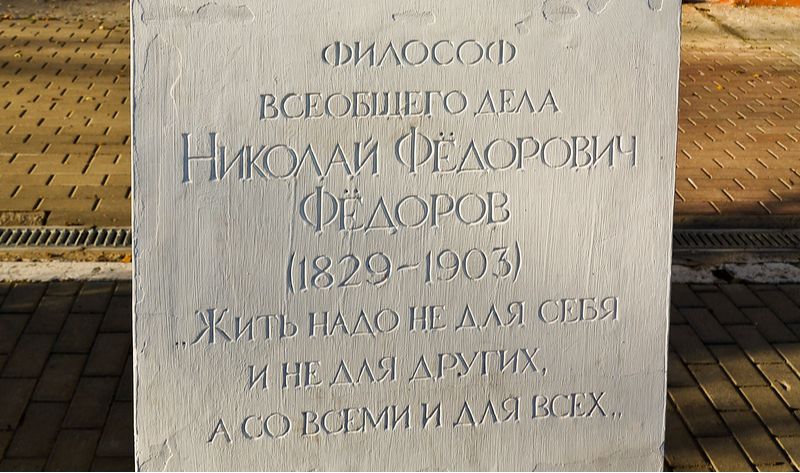 ФИЛОСОФ
ВСЕОБЩЕГО ДЕЛА
НИКОЛАЙ ФЁДОРОВИЧ
ФЁДОРОВ
(1829~1903)
„ЖИТЬ НАДО НЕ ДЛЯ СЕБЯ
И НЕ ДЛЯ ДРУГИХ,
А СО ВСЕМИ И ДЛЯ ВСЕХ„